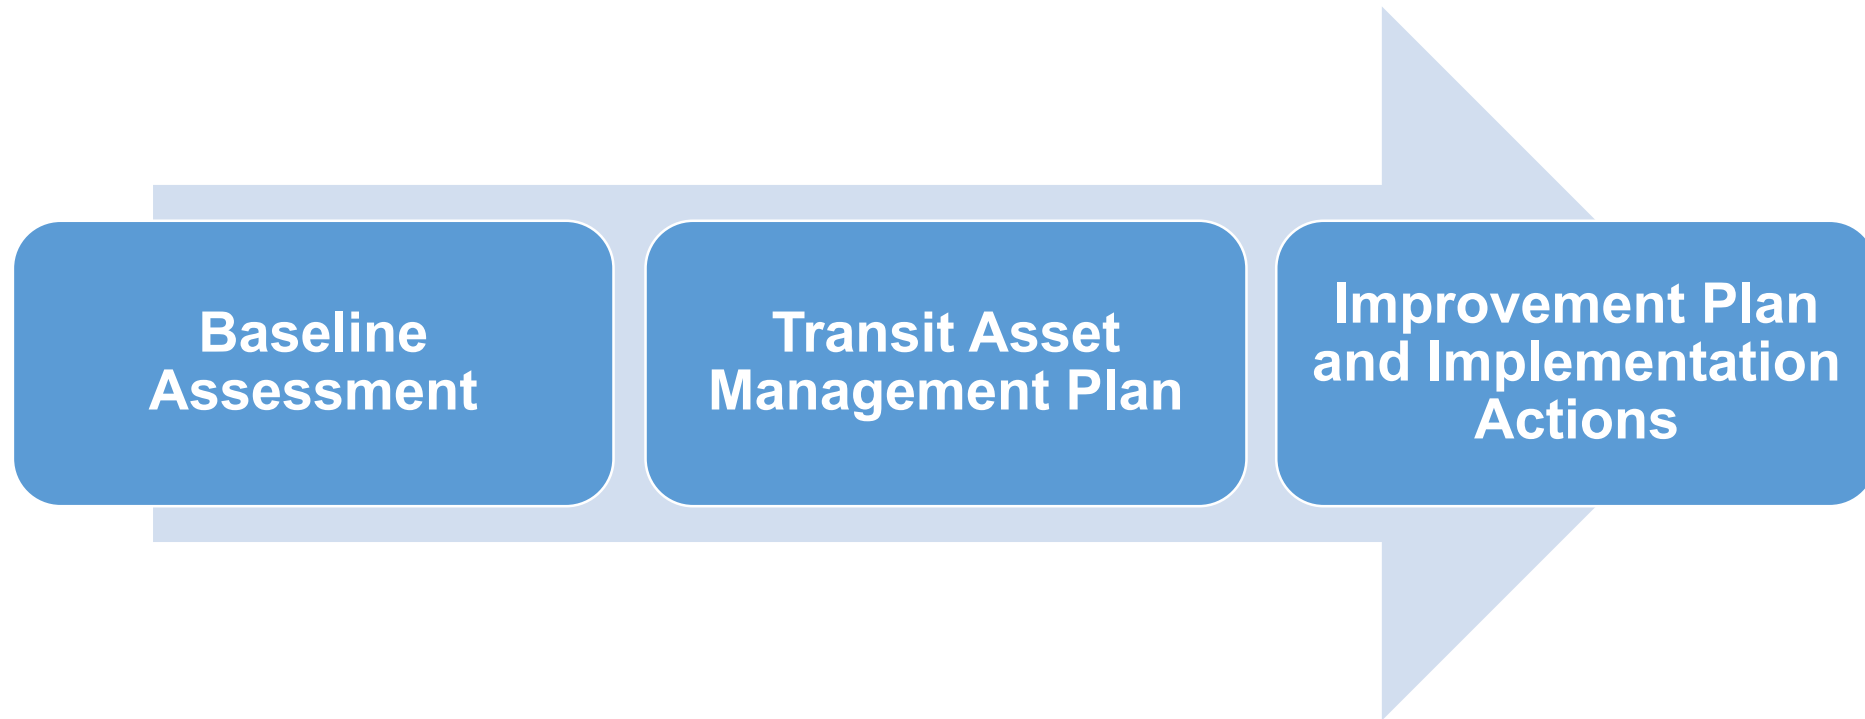 Baseline
Assessment
Transit Asset
Management Plan
Improvement Plan
and Implementation
Actions